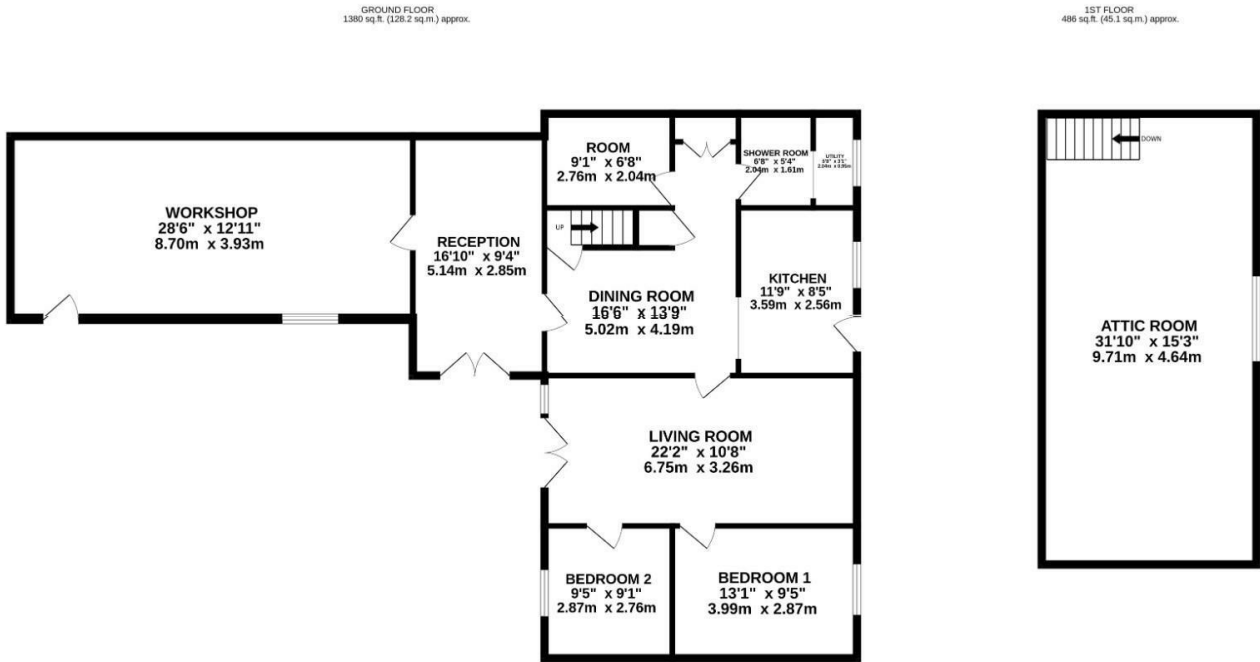 GROUND FLOOR
1380 sq.ft. (128.2 sq.m.) approx.
1ST FLOOR
486 sq.ft. (45.1 sq.m.) approx.
WORKSHOP
28'6" x 12'11"
8.70m x 3.93m
RECEPTION
16'10" x 9'4"
5.14m x 2.85m
ROOM
9'1" x 6'8"
2.76m x 2.04m
SHOWER ROOM
6'8" x 5'4"
2.04m x 1.61m
UTILITY
UP
DINING ROOM
16'6" x 13'9"
5.02m x 4.19m
KITCHEN
11'9" x 8'5"
3.59m x 2.56m
LIVING ROOM
22'2" x 10'8"
6.75m x 3.26m
BEDROOM 2
9'5" x 9'1"
2.87m x 2.76m
BEDROOM 1
13'1" x 9'5"
3.99m x 2.87m
DOWN
ATTIC ROOM
31'10" x 15'3"
9.71m x 4.64m